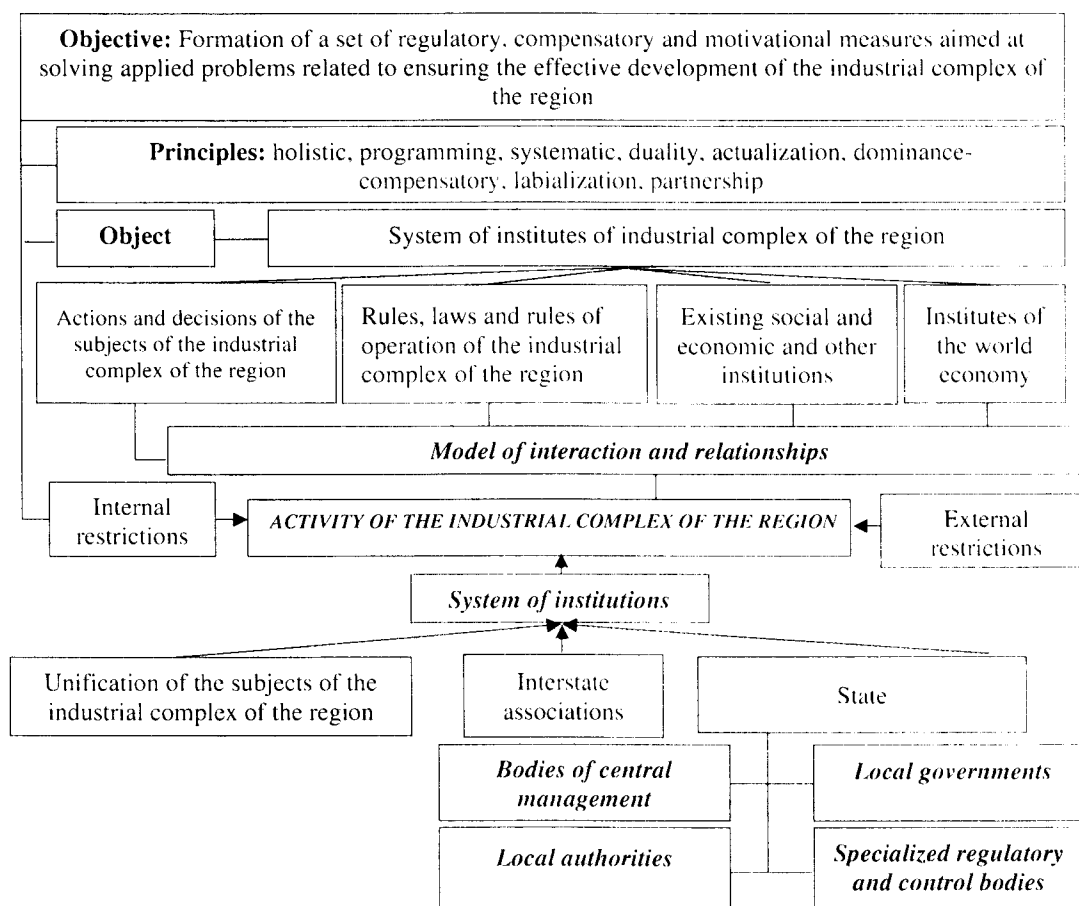 Objective: Formation of a set of regulatory, compensatory and motivational measures aimed at
solving applied problems related to ensuring the effective development of the industrial complex of
the region
Principles: holistic, programming, systematic, duality, actualization, dominance-
compensatory, labialization, partnership
Object
System of institutes of industrial complex of the region
Actions and decisions of the
subjects of the industrial
complex of the region
Rules, laws and rules of
operation of the industrial
complex of the region
Existing social and
economic and other
institutions
Institutes of
the world
economy
Model of interaction and relationships
Internal
restrictions
ACTIVITY OF THE INDUSTRIAL COMPLEX OF THE REGION
External
restrictions
System of institutions
Unification of the subjects of the
industrial complex of the region
Interstate
associations
State
Bodies of central
management
Local governments
Local authorities
Specialized regulatory
and control bodies